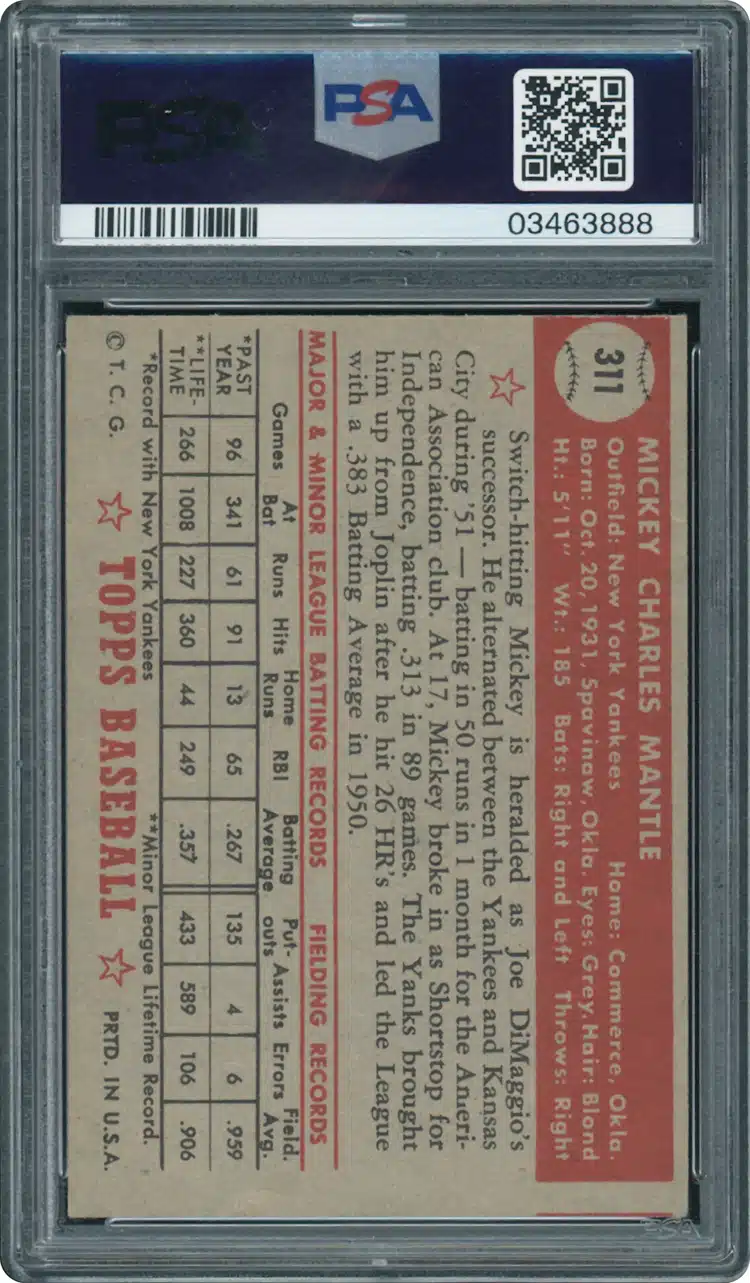 PSA
PSA
03463888
311
MICKEY CHARLES MANTLE
Outfield: New York Yankees Home: Commerce, Okla.
Born: Oct. 20, 1931, Spavinaw, Okla. Eyes: Grey Hair: Blond
Ht.: 5'11" Wt.: 185 Bats: Right and Left Throws: Right
Switch-hitting Mickey is heralded as Joe DiMaggio's
successor. He alternated between the Yankees and Kansas
City during '51 — batting in 50 runs in 1 month for the Ameri-
can Association club. At 17, Mickey broke in as Shortstop for
Independence, batting .313 in 89 games. The Yanks brought
him up from Joplin after he hit 26 HR's and led the League
with a .383 Batting Average in 1950.
MAJOR & MINOR LEAGUE BATTING RECORDS FIELDING RECORDS
Games At Bat Runs Hits Home Runs RBI Batting Average Put-outs Assists Errors Field. Avg.
*PAST YEAR 96 341 61 91 13 65 .267 135 4 6 .959
**LIFE-TIME 266 1008 227 360 44 249 .357 433 589 106 .906
*Record with New York Yankees **Minor League Lifetime Record.
© T. C. G. TOPPS BASEBALL PRTD. IN U.S.A.
PSA